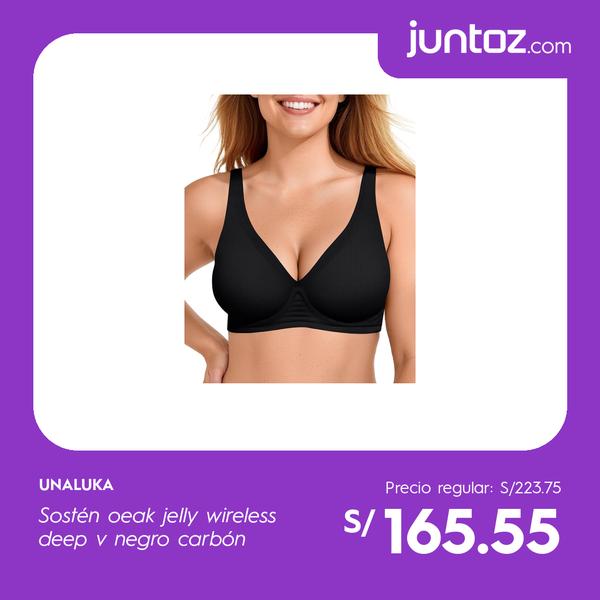 juntoz.com
UNALUKA
Sostén oeak jelly wireless
deep v negro carbón
Precio regular: S/223.75
S/165.55